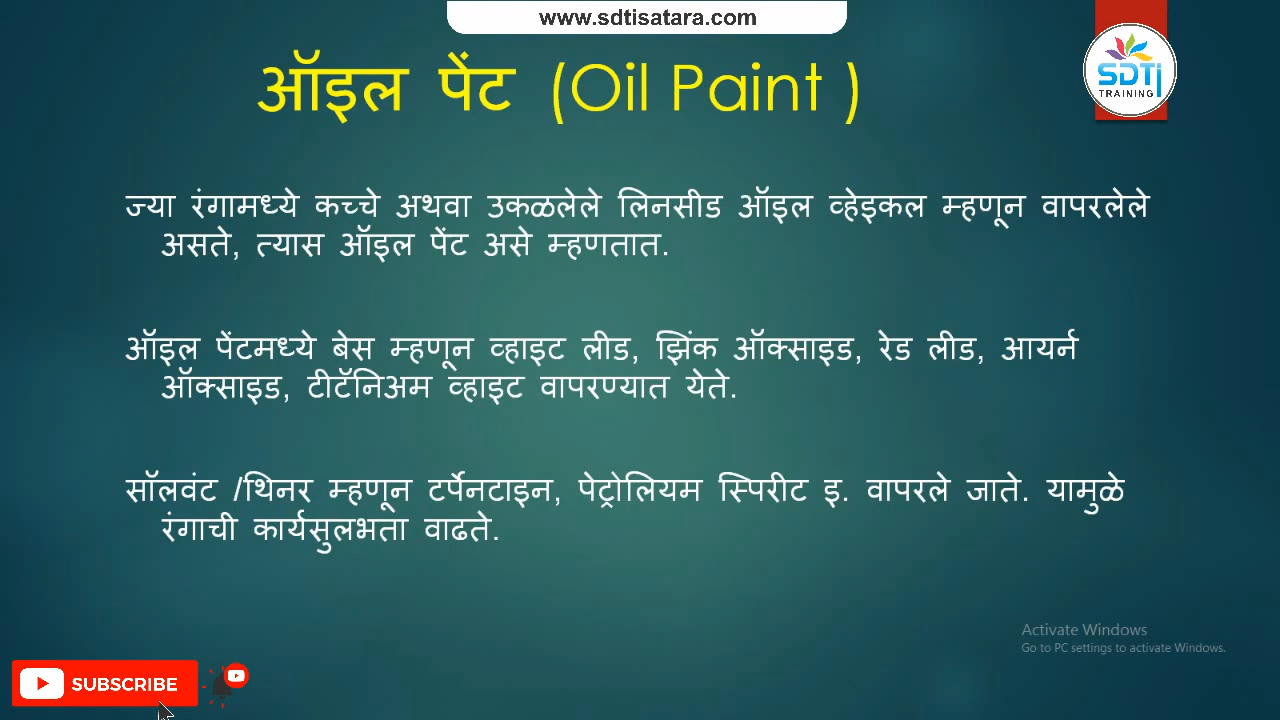 www.sdtisatara.com
SDTI
TRAINING
ऑइल पेंट (Oil Paint )
ज्या रंगामध्ये कच्चे अथवा उकळलेले लिनसीड ऑइल व्हेइकल म्हणून वापरलेले
असते, त्यास ऑइल पेंट असे म्हणतात.
ऑइल पेंटमध्ये बेस म्हणून व्हाइट लीड, झिंक ऑक्साइड, रेड लीड, आयर्न
ऑक्साइड, टीटॅनिअम व्हाइट वापरण्यात येते.
सॉलवंट /थिनर म्हणून टर्पेनटाइन, पेट्रोलियम स्पिरीट इ. वापरले जाते. यामुळे
रंगाची कार्यसुलभता वाढते.
Activate Windows
Go to PC settings to activate Windows.
SUBSCRIBE